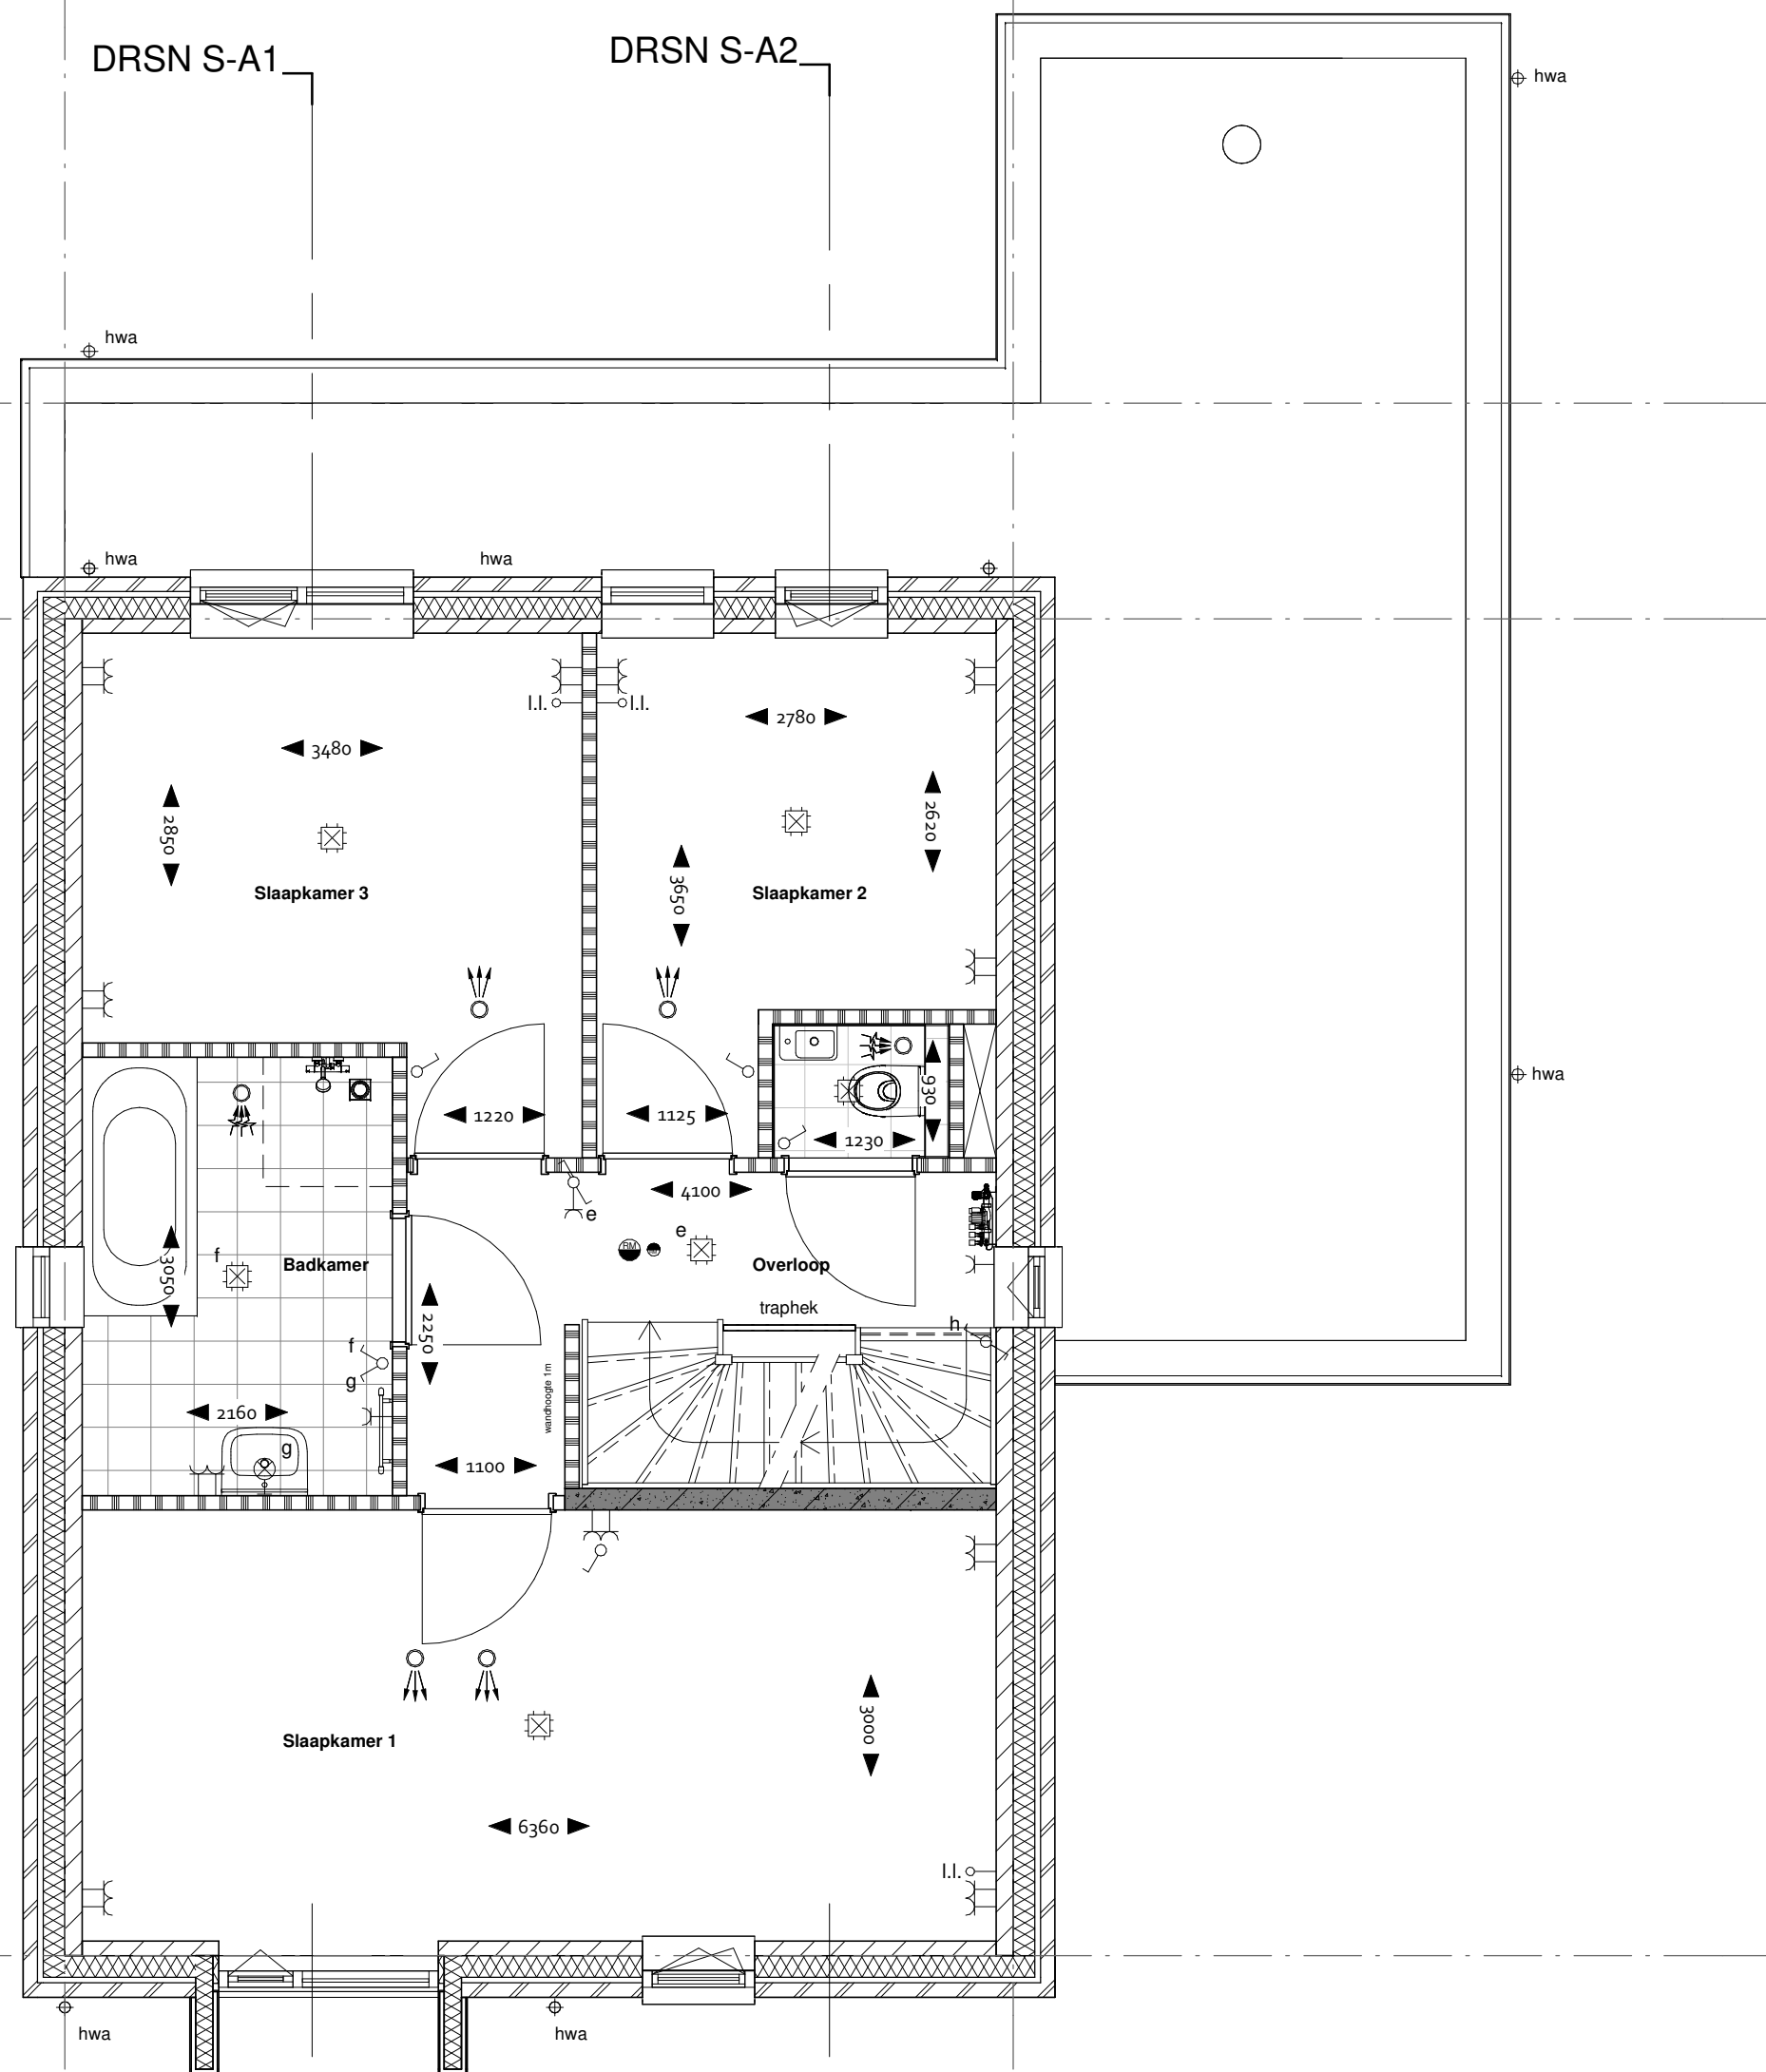 DRSN S-A1
DRSN S-A2
hwa
hwa
hwa
hwa
l.l.
l.l.
2780
3480
2850
2620
3650
Slaapkamer 3
Slaapkamer 2
hwa
930
1220
1125
1230
4100
e
e
RM
f
3050
Badkamer
Overloop
traphek
h
2250
f
g
wandhoogte 1m
2160
g
1100
3000
Slaapkamer 1
6360
l.l.
hwa
hwa